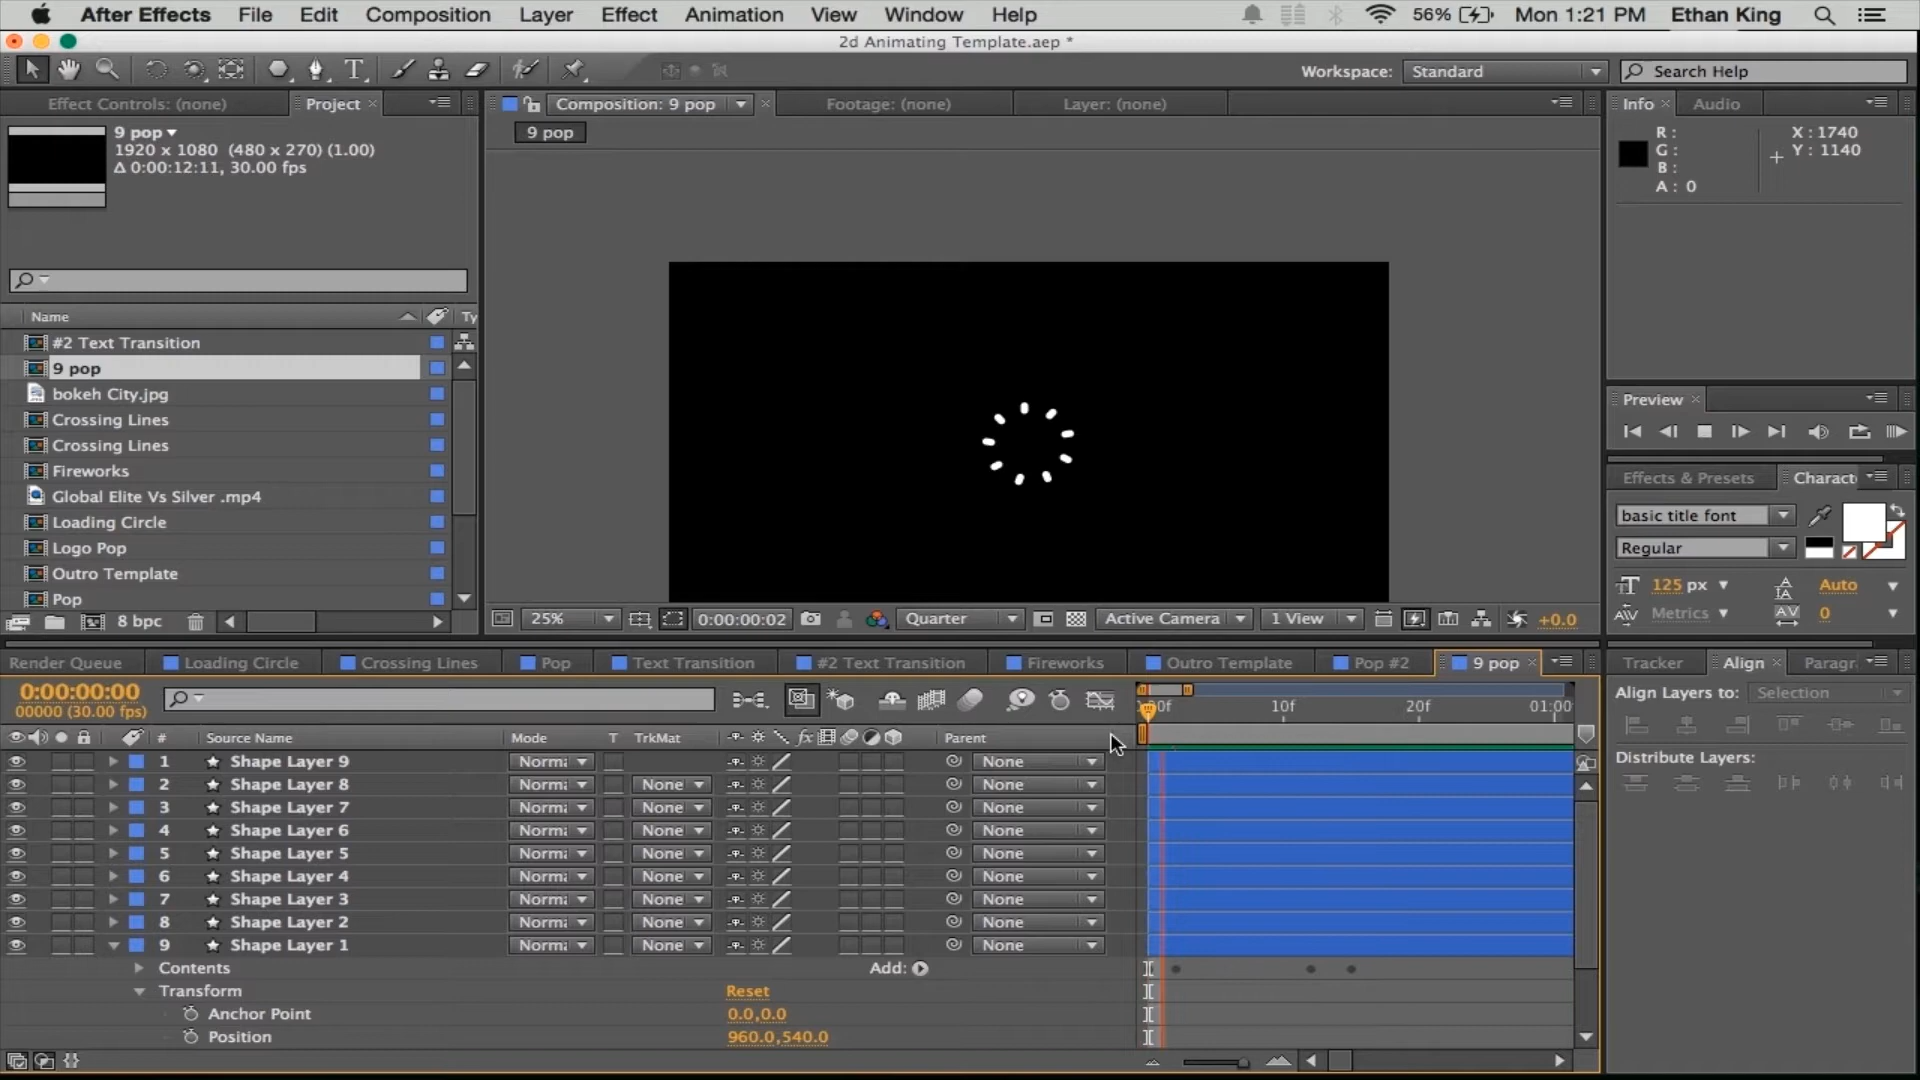 After Effects File Edit Composition Layer Effect Animation View Window Help 56% Mon 1:21 PM Ethan King
2d Animating Template.aep *
T Workspace: Standard Search Help
Effect Controls: (none) Project × Composition: 9 pop × Footage: (none) Layer: (none) Info × Audio
9 pop
1920 x 1080 (480 x 270) (1.00)
Δ 0:00:12:11, 30.00 fps
9 pop
R :
G :
B :
A : 0
X : 1740
Y : 1140
Name Ty
#2 Text Transition
9 pop
bokeh City.jpg
Crossing Lines
Crossing Lines
Fireworks
Global Elite Vs Silver .mp4
Loading Circle
Logo Pop
Outro Template
Pop
8 bpc
25% 0:00:00:02 Quarter Active Camera 1 View +0.0
Preview ×
Effects & Presets Charact
basic title font
Regular
125 px Auto
Metrics 0
Render Queue Loading Circle Crossing Lines Pop Text Transition #2 Text Transition Fireworks Outro Template Pop #2 9 pop ×
0:00:00:00
00000 (30.00 fps)
:00f 10f 20f 01:00
# Source Name Mode T TrkMat fx Parent
1 Shape Layer 9 Norma None
2 Shape Layer 8 Norma None None
3 Shape Layer 7 Norma None None
4 Shape Layer 6 Norma None None
5 Shape Layer 5 Norma None None
6 Shape Layer 4 Norma None None
7 Shape Layer 3 Norma None None
8 Shape Layer 2 Norma None None
9 Shape Layer 1 Norma None None
Contents Add:
Transform Reset
Anchor Point 0.0,0.0
Position 960.0,540.0
Tracker Align × Paragr
Align Layers to: Selection
Distribute Layers: